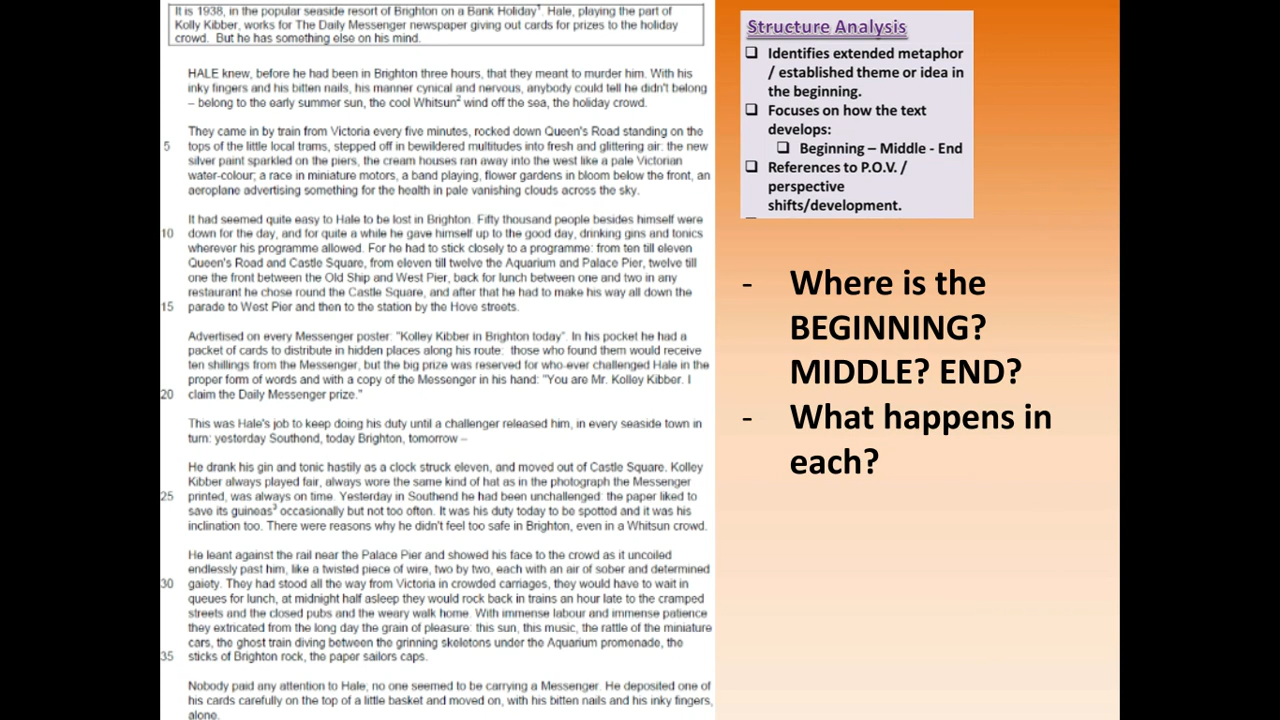 It is 1938, in the popular seaside resort of Brighton on a Bank Holiday¹. Hale, playing the part of
Kolly Kibber, works for The Daily Messenger newspaper giving out cards for prizes to the holiday
crowd. But he has something else on his mind.
HALE knew, before he had been in Brighton three hours, that they meant to murder him. With his
inky fingers and his bitten nails, his manner cynical and nervous, anybody could tell he didn't belong
– belong to the early summer sun, the cool Whitsun² wind off the sea, the holiday crowd.
They came in by train from Victoria every five minutes, rocked down Queen's Road standing on the
5 tops of the little local trams, stepped off in bewildered multitudes into fresh and glittering air: the new
silver paint sparkled on the piers, the cream houses ran away into the west like a pale Victorian
water-colour; a race in miniature motors, a band playing, flower gardens in bloom below the front, an
aeroplane advertising something for the health in pale vanishing clouds across the sky.
It had seemed quite easy to Hale to be lost in Brighton. Fifty thousand people besides himself were
10 down for the day, and for quite a while he gave himself up to the good day, drinking gins and tonics
wherever his programme allowed. For he had to stick closely to a programme: from ten till eleven
Queen's Road and Castle Square, from eleven till twelve the Aquarium and Palace Pier, twelve till
one the front between the Old Ship and West Pier, back for lunch between one and two in any
restaurant he chose round the Castle Square, and after that he had to make his way all down the
15 parade to West Pier and then to the station by the Hove streets.
Advertised on every Messenger poster: "Kolley Kibber in Brighton today". In his pocket he had a
packet of cards to distribute in hidden places along his route: those who found them would receive
ten shillings from the Messenger, but the big prize was reserved for who-ever challenged Hale in the
proper form of words and with a copy of the Messenger in his hand: "You are Mr. Kolley Kibber. I
20 claim the Daily Messenger prize."
This was Hale's job to keep doing his duty until a challenger released him, in every seaside town in
turn: yesterday Southend, today Brighton, tomorrow –
He drank his gin and tonic hastily as a clock struck eleven, and moved out of Castle Square. Kolley
Kibber always played fair, always wore the same kind of hat as in the photograph the Messenger
25 printed, was always on time. Yesterday in Southend he had been unchallenged: the paper liked to
save its guineas³ occasionally but not too often. It was his duty today to be spotted and it was his
inclination too. There were reasons why he didn't feel too safe in Brighton, even in a Whitsun crowd.
He leant against the rail near the Palace Pier and showed his face to the crowd as it uncoiled
endlessly past him, like a twisted piece of wire, two by two, each with an air of sober and determined
30 gaiety. They had stood all the way from Victoria in crowded carriages, they would have to wait in
queues for lunch, at midnight half asleep they would rock back in trains an hour late to the cramped
streets and the closed pubs and the weary walk home. With immense labour and immense patience
they extricated from the long day the grain of pleasure: this sun, this music, the rattle of the miniature
cars, the ghost train diving between the grinning skeletons under the Aquarium promenade, the
35 sticks of Brighton rock, the paper sailors caps.
Nobody paid any attention to Hale; no one seemed to be carrying a Messenger. He deposited one of
his cards carefully on the top of a little basket and moved on, with his bitten nails and his inky fingers,
alone.
Structure Analysis
❑ Identifies extended metaphor
/ established theme or idea in
the beginning.
❑ Focuses on how the text
develops:
❑ Beginning – Middle - End
❑ References to P.O.V. /
perspective
shifts/development.
- Where is the
BEGINNING?
MIDDLE? END?
- What happens in
each?